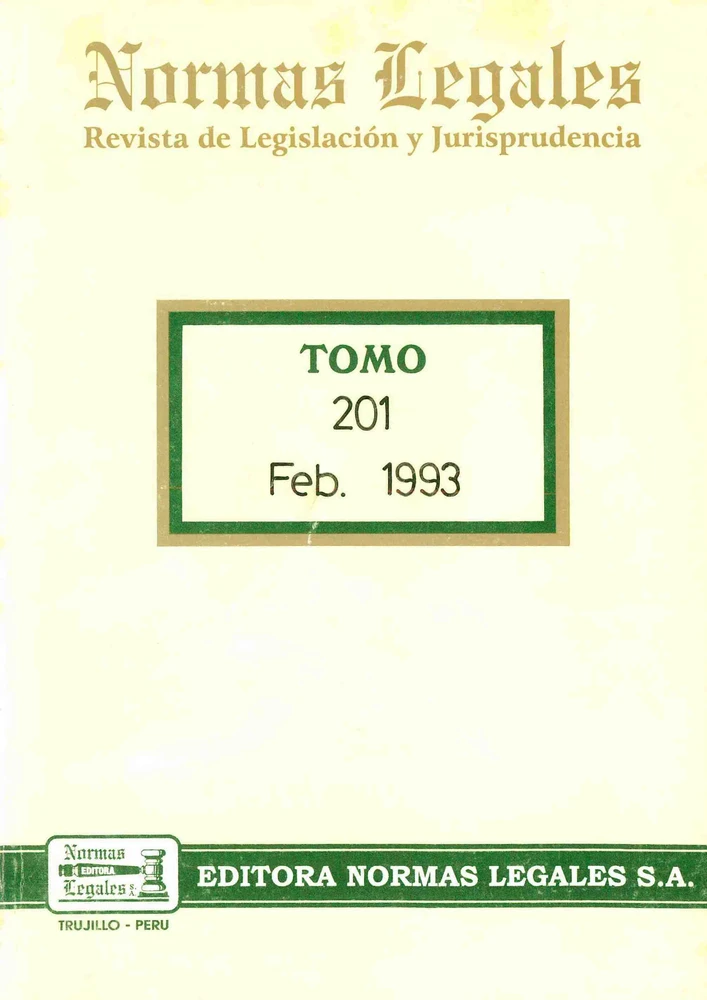 Normas Legales
Revista de Legislación y Jurisprudencia
TOMO
201
Feb. 1993
Normas
EDITORA
Legales S.A.
EDITORA NORMAS LEGALES S.A.
TRUJILLO - PERU